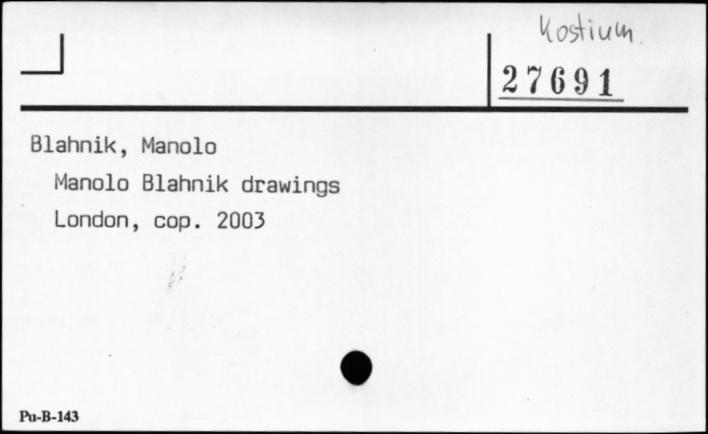 Kostium.
27691
Blahnik, Manolo
Manolo Blahnik drawings
London, cop. 2003
Pu-B-143